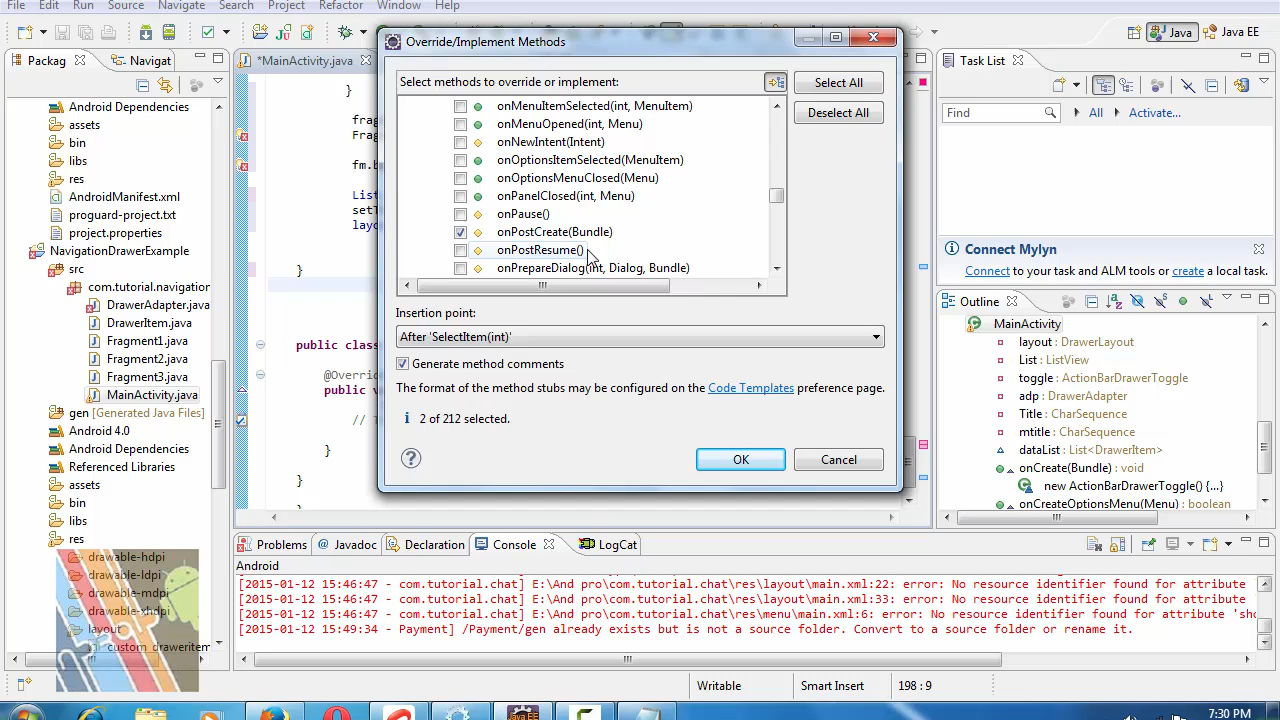 File Edit Run Source Navigate Search Project Refactor Window Help
Java
Java EE
Packag
Navigat
Android Dependencies
assets
bin
libs
res
AndroidManifest.xml
proguard-project.txt
project.properties
NavigationDrawerExample
src
com.tutorial.navigation
DrawerAdapter.java
DrawerItem.java
Fragment1.java
Fragment2.java
Fragment3.java
MainActivity.java
gen [Generated Java Files]
Android 4.0
Android Dependencies
Referenced Libraries
assets
bin
libs
res
drawable-hdpi
drawable-ldpi
drawable-mdpi
drawable-xhdpi
layout
custom_draweritem
*MainActivity.java
}
frag
Frag
fm.b
List
setT
layo
}
public class
@Overri
public v
// T
}
}
Override/Implement Methods
Select methods to override or implement:
onMenuItemSelected(int, MenuItem)
onMenuOpened(int, Menu)
onNewIntent(Intent)
onOptionsItemSelected(MenuItem)
onOptionsMenuClosed(Menu)
onPanelClosed(int, Menu)
onPause()
onPostCreate(Bundle)
onPostResume()
onPrepareDialog(int, Dialog, Bundle)
Select All
Deselect All
Insertion point:
After 'SelectItem(int)'
Generate method comments
The format of the method stubs may be configured on the Code Templates preference page.
2 of 212 selected.
OK
Cancel
Task List
Find
All
Activate...
Connect Mylyn
Connect to your task and ALM tools or create a local task.
Outline
MainActivity
layout : DrawerLayout
List : ListView
toggle : ActionBarDrawerToggle
adp : DrawerAdapter
Title : CharSequence
mtitle : CharSequence
dataList : List<DrawerItem>
onCreate(Bundle) : void
new ActionBarDrawerToggle() {...}
onCreateOptionsMenu(Menu) : boolean
Problems
Javadoc
Declaration
Console
LogCat
Android
[2015-01-12 15:46:47 - com.tutorial.chat] E:\And pro\com.tutorial.chat\res\layout\main.xml:22: error: No resource identifier found for attribute
[2015-01-12 15:46:47 - com.tutorial.chat] E:\And pro\com.tutorial.chat\res\layout\main.xml:33: error: No resource identifier found for attribute
[2015-01-12 15:46:47 - com.tutorial.chat] E:\And pro\com.tutorial.chat\res\menu\main.xml:6: error: No resource identifier found for attribute 'sho
[2015-01-12 15:49:34 - Payment] /Payment/gen already exists but is not a source folder. Convert to a source folder or rename it.
Writable
Smart Insert
198 : 9
7:30 PM